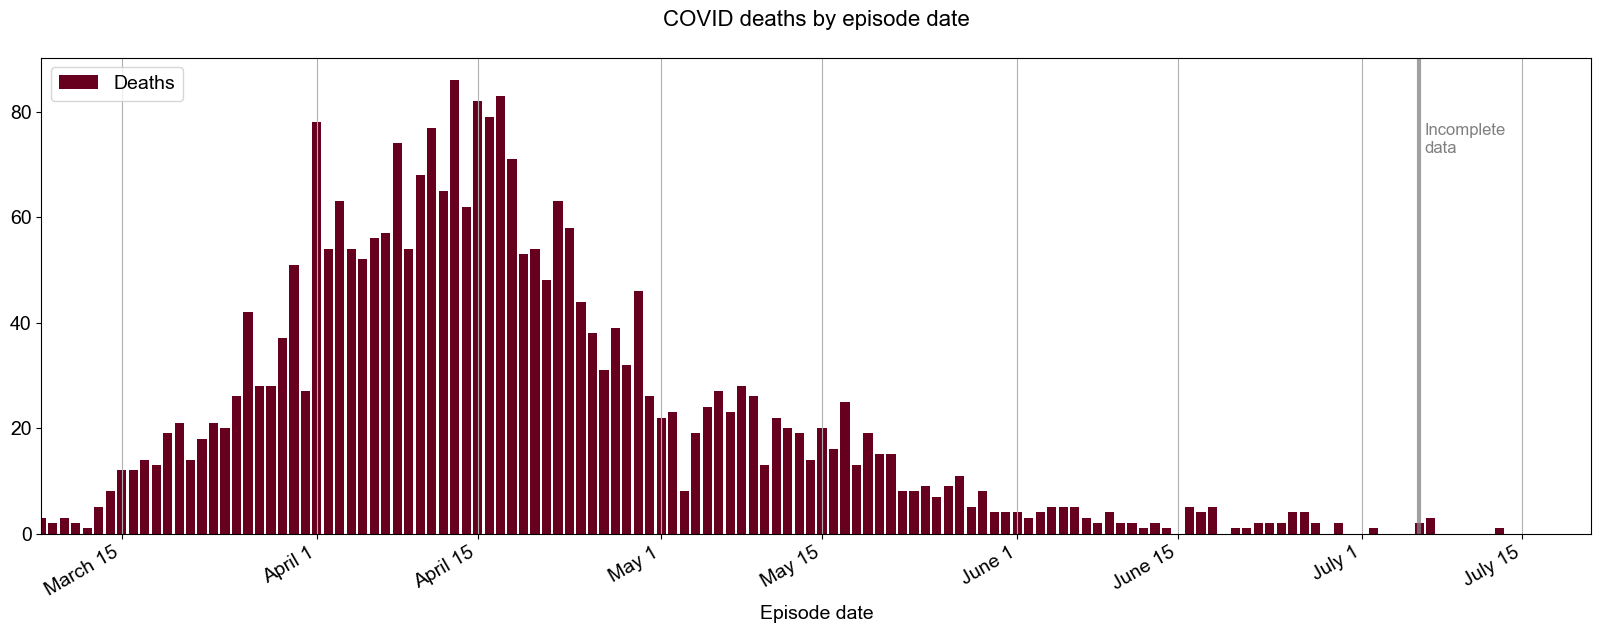 COVID deaths by episode date
Deaths
80
60
40
20
0
Incomplete
data
March 15
April 1
April 15
May 1
May 15
June 1
June 15
July 1
July 15
Episode date